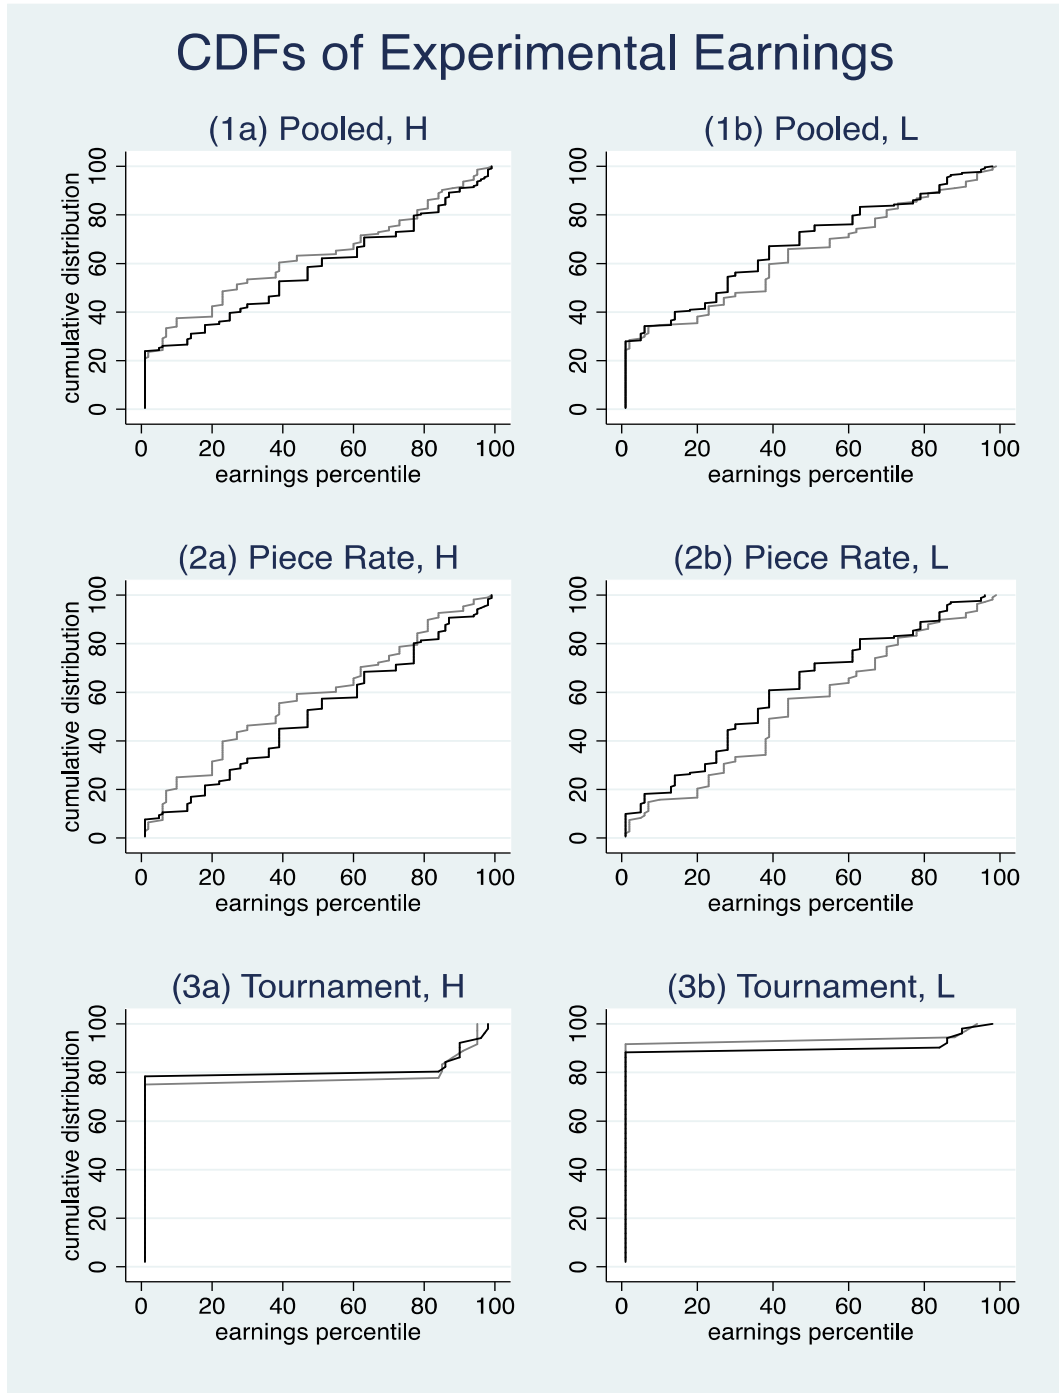 CDFs of Experimental Earnings
(1a) Pooled, H
cumulative distribution
0 20 40 60 80 100
0 20 40 60 80 100
earnings percentile
(1b) Pooled, L
0 20 40 60 80 100
0 20 40 60 80 100
earnings percentile
(2a) Piece Rate, H
cumulative distribution
0 20 40 60 80 100
0 20 40 60 80 100
earnings percentile
(2b) Piece Rate, L
0 20 40 60 80 100
0 20 40 60 80 100
earnings percentile
(3a) Tournament, H
cumulative distribution
0 20 40 60 80 100
0 20 40 60 80 100
earnings percentile
(3b) Tournament, L
0 20 40 60 80 100
0 20 40 60 80 100
earnings percentile